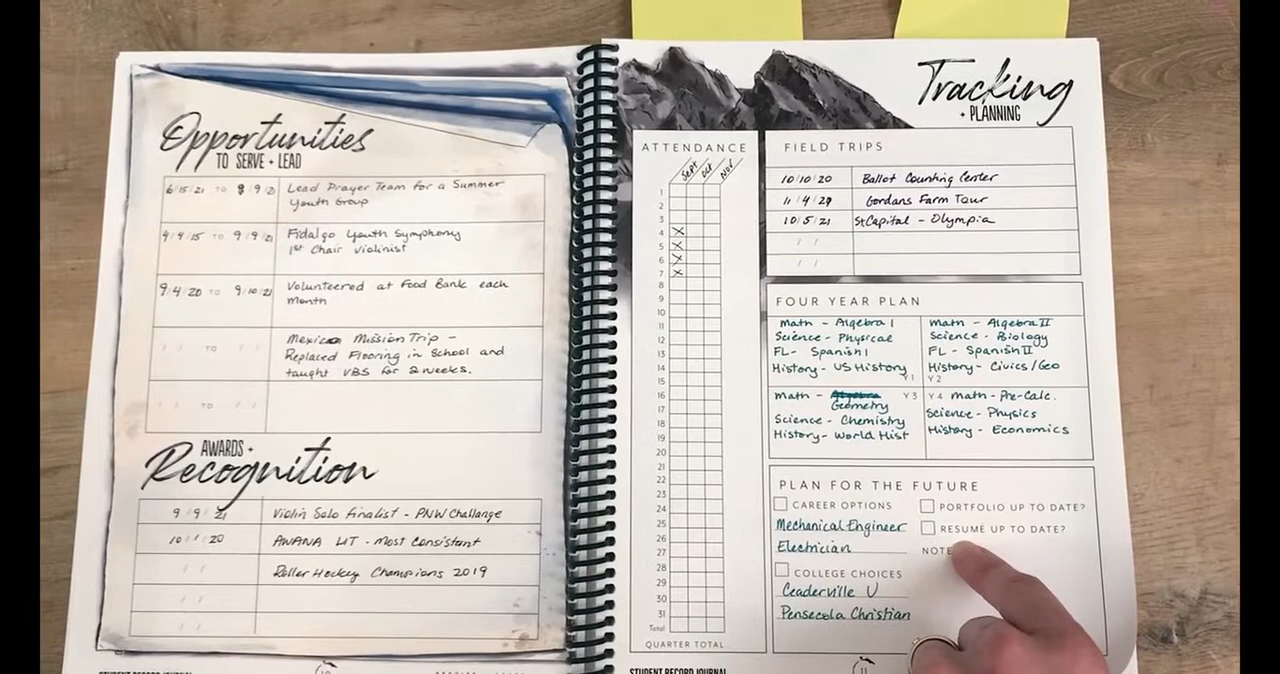 Opportunities
TO SERVE + LEAD
6/15/21 TO 8/9/21 Lead Prayer Team for a Summer
Youth Group
9/9/15 TO 9/9/21 Fidalgo Youth Symphony
1st Chair Violinist
9/4/20 TO 9/10/21 Volunteered at Food Bank each
month
/ / TO / / Mexico Mission Trip -
Replaced Flooring in School and
taught VBS for 2 weeks.
/ / TO / /
AWARDS +
Recognition
9/9/21 Violin Solo Finalist - PNW Challange
10/1/20 AWANA LIT - Most Consistant
/ / Roller Hockey Champions 2019
/ /
/ /
STUDENT RECORD JOURNAL
10
Tracking
+ PLANNING
ATTENDANCE
Sept Oct Nov
1
2
3
4 X
5 X
6 X
7 X
8
9
10
11
12
13
14
15
16
17
18
19
20
21
22
23
24
25
26
27
28
29
30
31
Total
QUARTER TOTAL
FIELD TRIPS
10/10/20 Ballot Counting Center
11/4/20 Gordans Farm Tour
10/5/21 St Capital - Olympia
/ /
/ /
FOUR YEAR PLAN
Math - Algebra I
Science - Physical
FL - Spanish I
History - US History
Y1
Math - Algebra II
Science - Biology
FL - Spanish II
History - Civics/Geo
Y2
Math - Algebra Y3
Geometry
Science - Chemistry
History - World Hist
Y4 Math - Pre-Calc.
Science - Physics
History - Economics
PLAN FOR THE FUTURE
CAREER OPTIONS
Mechanical Engineer
Electrician
COLLEGE CHOICES
Ceaderville U
Pensecola Christian
PORTFOLIO UP TO DATE?
RESUME UP TO DATE?
NOTE
STUDENT RECORD JOURNAL
11